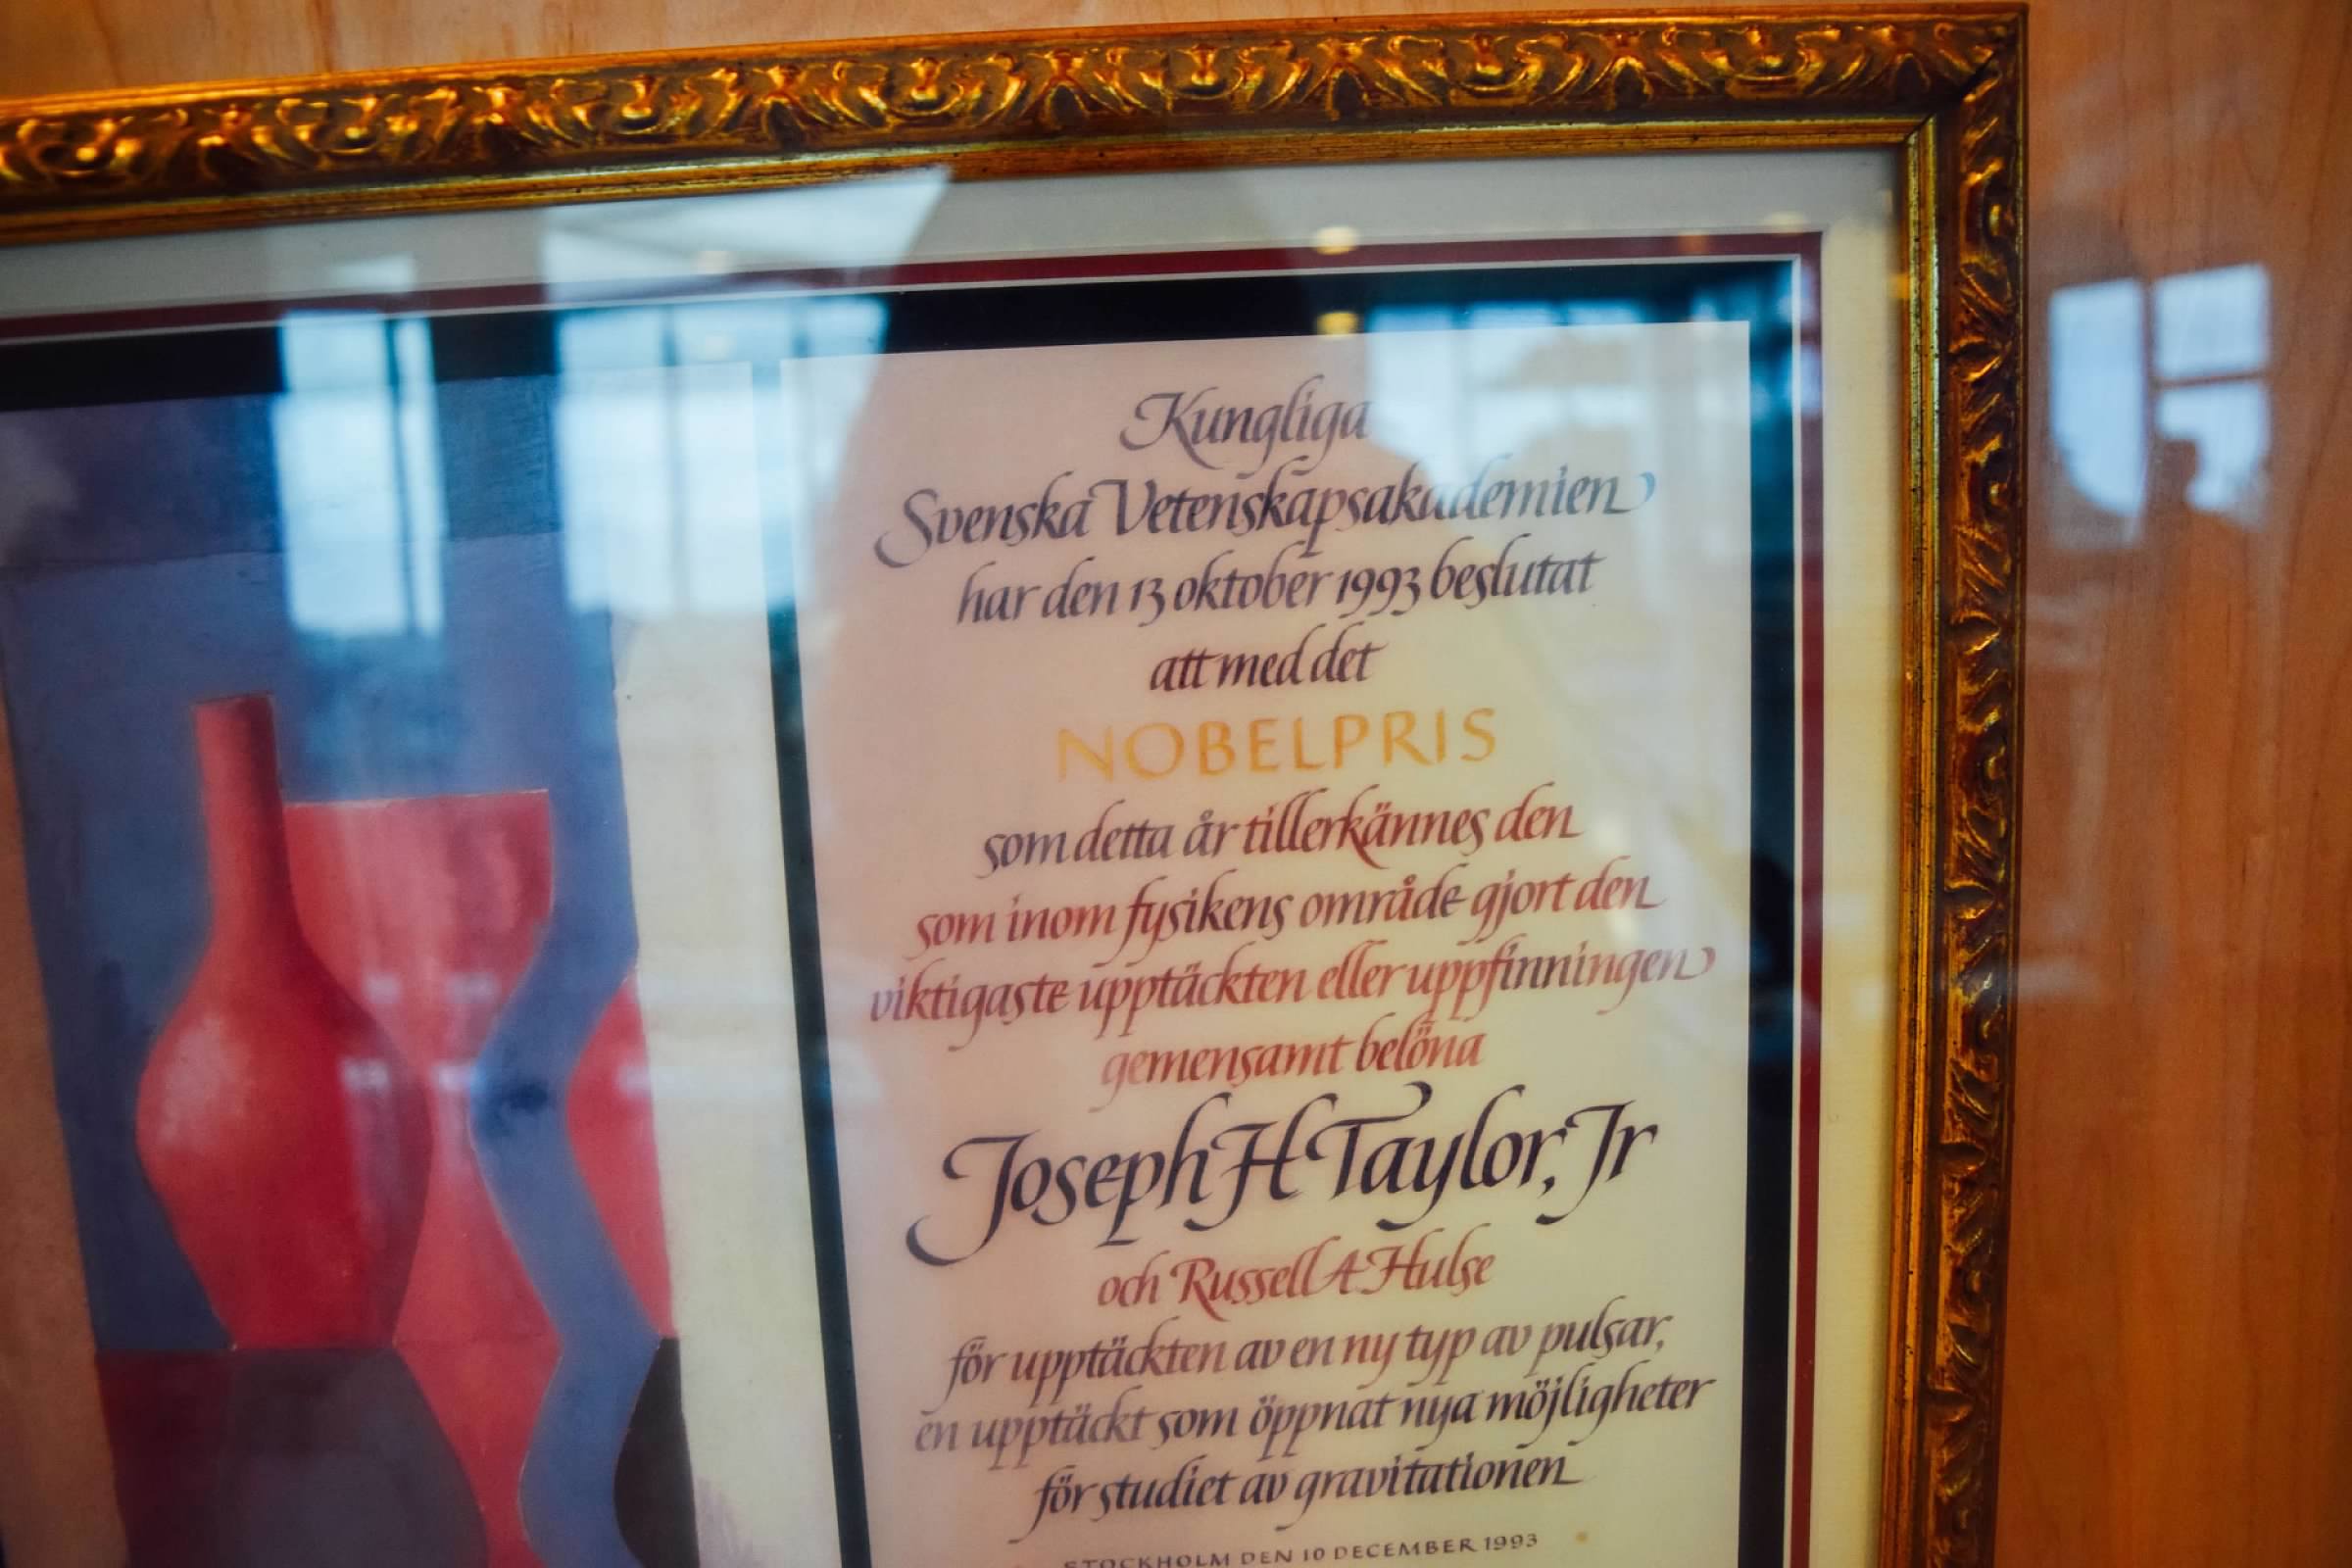 Kungliga
Svenska Vetenskapsakademien
har den 13 oktober 1993 beslutat
att med det
NOBELPRIS
som detta år tillerkännes den
som inom fysikens område gjort den
viktigaste upptäckten eller uppfinningen
gemensamt belöna
Joseph H Taylor, Jr
och Russell A Hulse
för upptäckten av en ny typ av pulsar,
en upptäckt som öppnat nya möjligheter
för studiet av gravitationen
STOCKHOLM DEN 10 DECEMBER 1993